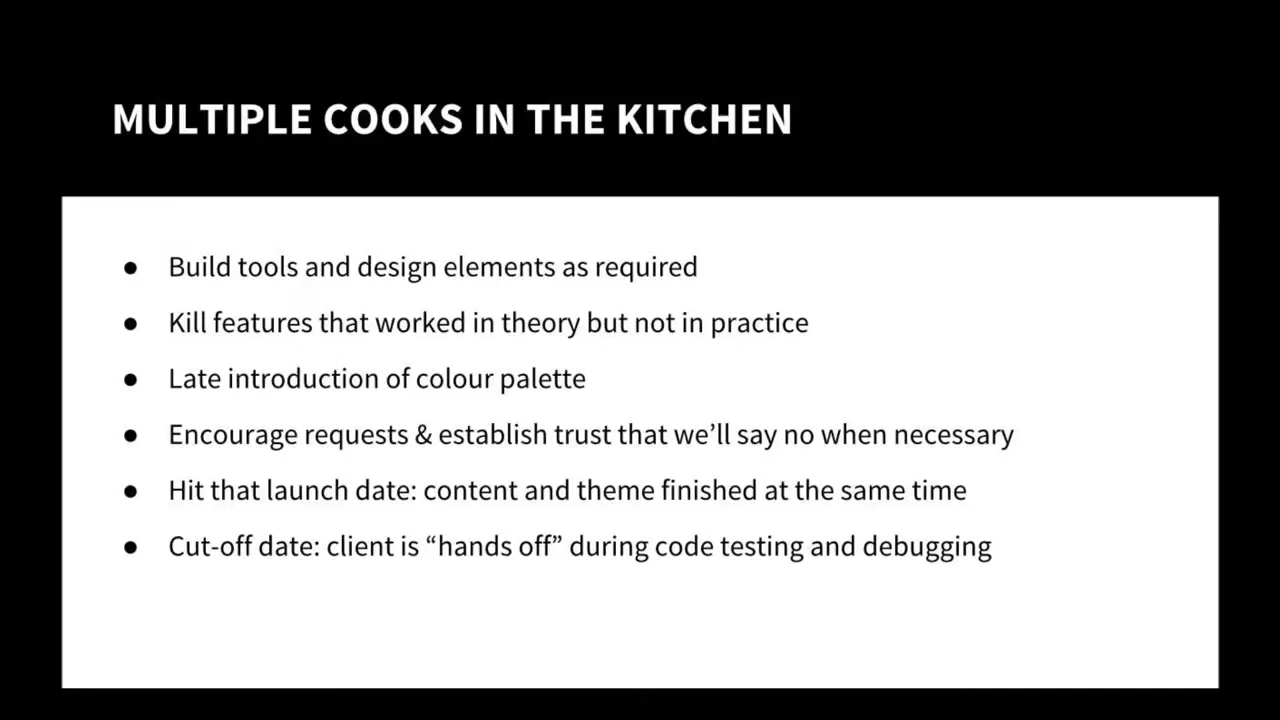 MULTIPLE COOKS IN THE KITCHEN
● Build tools and design elements as required
● Kill features that worked in theory but not in practice
● Late introduction of colour palette
● Encourage requests & establish trust that we’ll say no when necessary
● Hit that launch date: content and theme finished at the same time
● Cut-off date: client is “hands off” during code testing and debugging